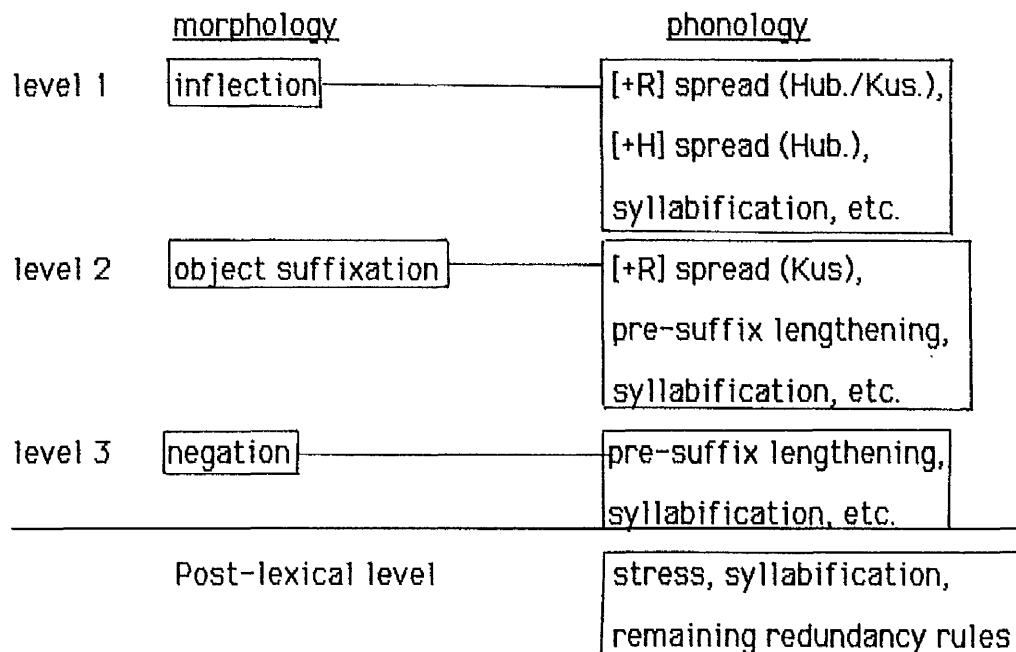 morphology phonology
level 1 inflection [+R] spread (Hub./Kus.),
[+H] spread (Hub.),
syllabification, etc.
level 2 object suffixation [+R] spread (Kus),
pre-suffix lengthening,
syllabification, etc.
level 3 negation pre-suffix lengthening,
syllabification, etc.
Post-lexical level stress, syllabification,
remaining redundancy rules